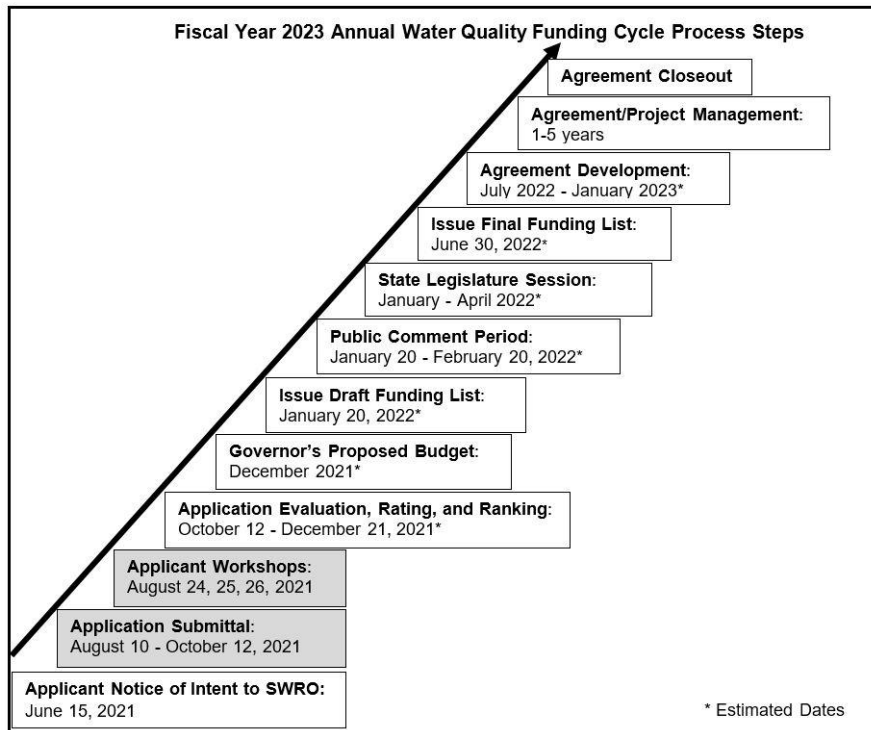 Fiscal Year 2023 Annual Water Quality Funding Cycle Process Steps
Agreement Closeout
Agreement/Project Management:
1-5 years
Agreement Development:
July 2022 - January 2023*
Issue Final Funding List:
June 30, 2022*
State Legislature Session:
January - April 2022*
Public Comment Period:
January 20 - February 20, 2022*
Issue Draft Funding List:
January 20, 2022*
Governor's Proposed Budget:
December 2021*
Application Evaluation, Rating, and Ranking:
October 12 - December 21, 2021*
Applicant Workshops:
August 24, 25, 26, 2021
Application Submittal:
August 10 - October 12, 2021
Applicant Notice of Intent to SWRO:
June 15, 2021
* Estimated Dates